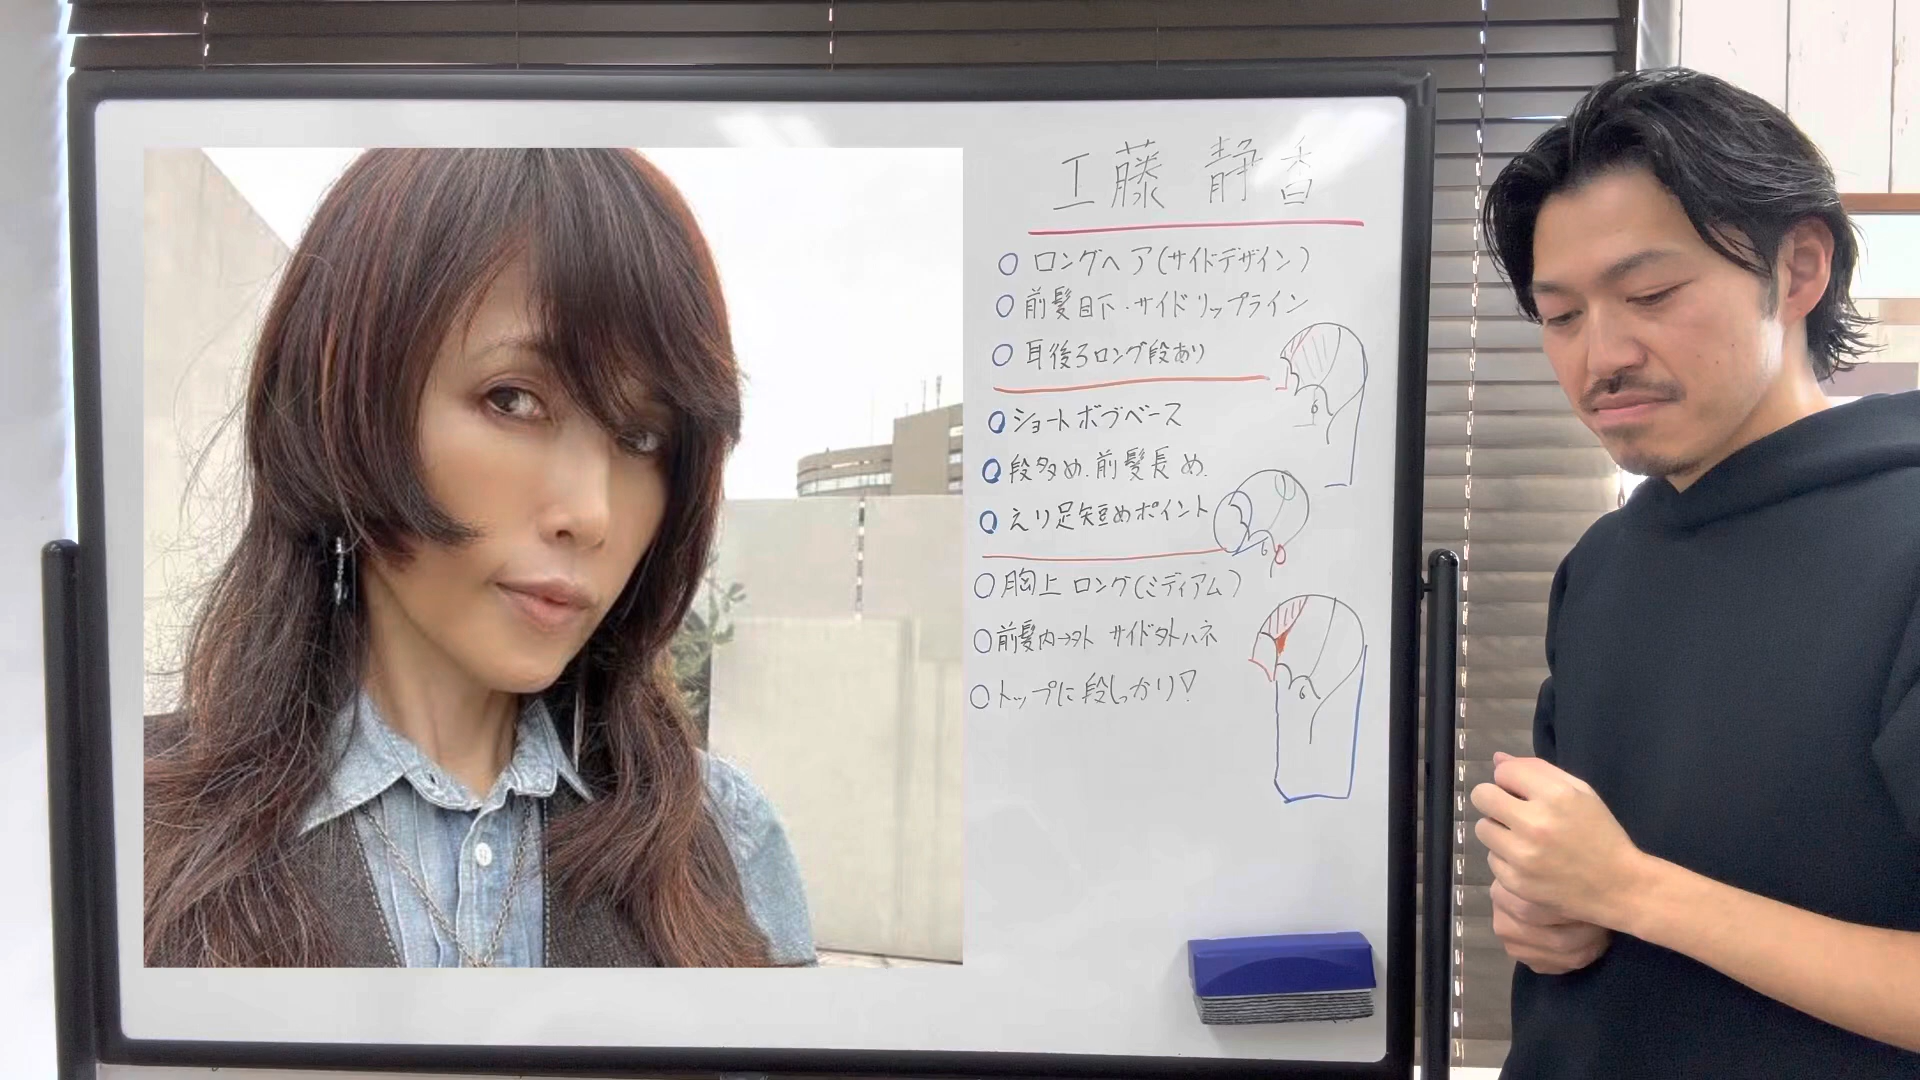 工藤 静香
○ ロングヘア(サイドデザイン)
○ 前髪目下・サイドリップライン
○ 耳後ろロング段あり
○ ショートボブベース
○ 段多め.前髪長め.
○ えり足短めポイント
○ 胸上 ロング(ミディアム)
○ 前髪内→外 サイド外ハネ
○ トップに段しっかり♡!